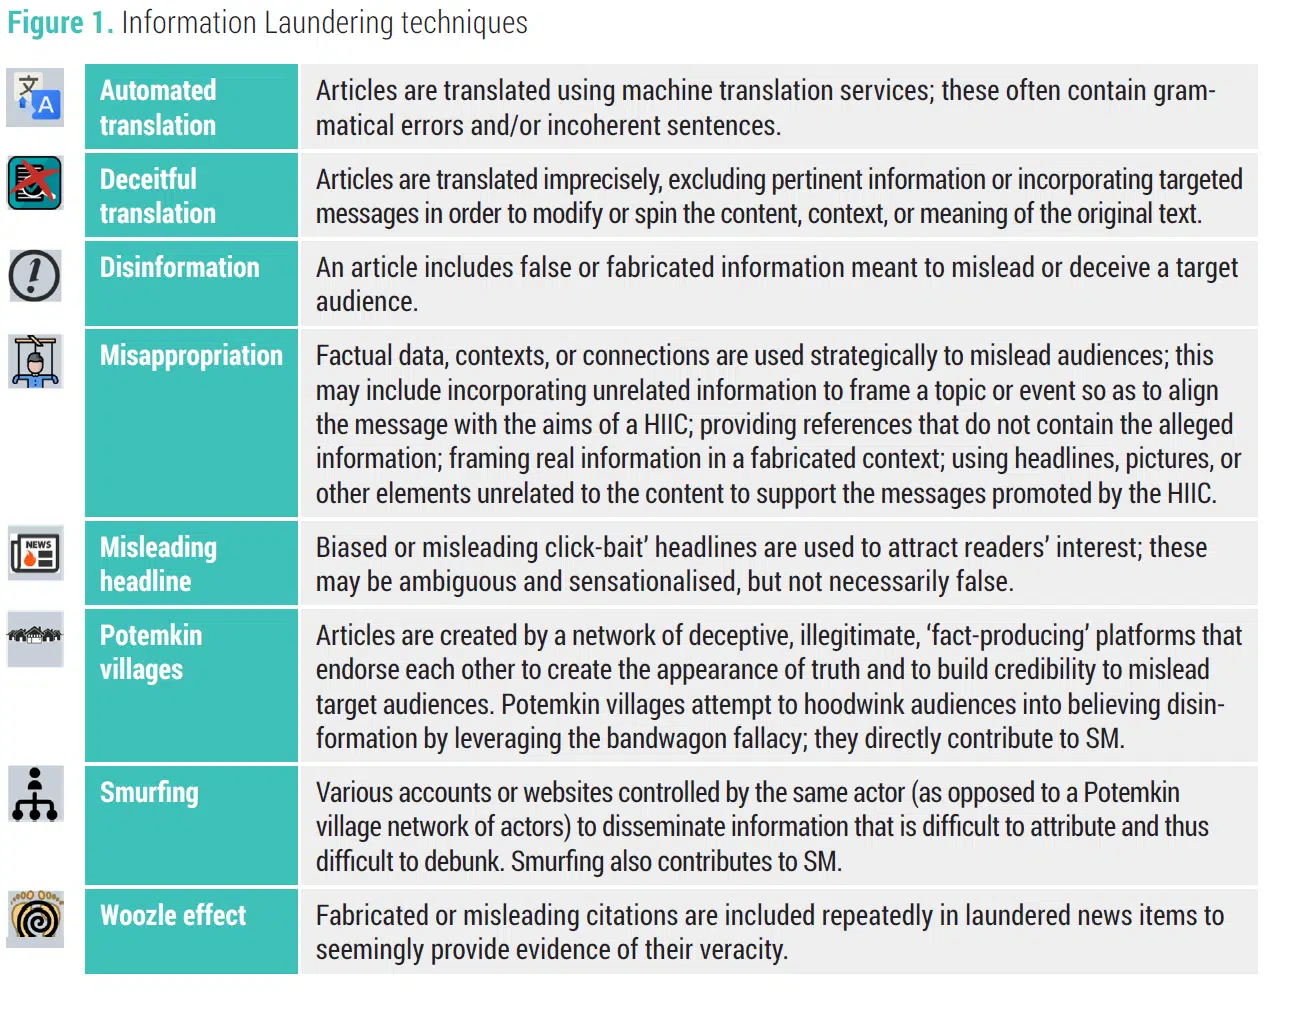 Figure 1. Information Laundering techniques
文
A
Automated
translation
Articles are translated using machine translation services; these often contain gram-
matical errors and/or incoherent sentences.
Deceitful
translation
Articles are translated imprecisely, excluding pertinent information or incorporating targeted
messages in order to modify or spin the content, context, or meaning of the original text.
Disinformation
An article includes false or fabricated information meant to mislead or deceive a target
audience.
Misappropriation
Factual data, contexts, or connections are used strategically to mislead audiences; this
may include incorporating unrelated information to frame a topic or event so as to align
the message with the aims of a HIIC; providing references that do not contain the alleged
information; framing real information in a fabricated context; using headlines, pictures, or
other elements unrelated to the content to support the messages promoted by the HIIC.
NEWS
Misleading
headline
Biased or misleading click-bait’ headlines are used to attract readers’ interest; these
may be ambiguous and sensationalised, but not necessarily false.
Potemkin
villages
Articles are created by a network of deceptive, illegitimate, ‘fact-producing’ platforms that
endorse each other to create the appearance of truth and to build credibility to mislead
target audiences. Potemkin villages attempt to hoodwink audiences into believing disin-
formation by leveraging the bandwagon fallacy; they directly contribute to SM.
Smurfing
Various accounts or websites controlled by the same actor (as opposed to a Potemkin
village network of actors) to disseminate information that is difficult to attribute and thus
difficult to debunk. Smurfing also contributes to SM.
Woozle effect
Fabricated or misleading citations are included repeatedly in laundered news items to
seemingly provide evidence of their veracity.